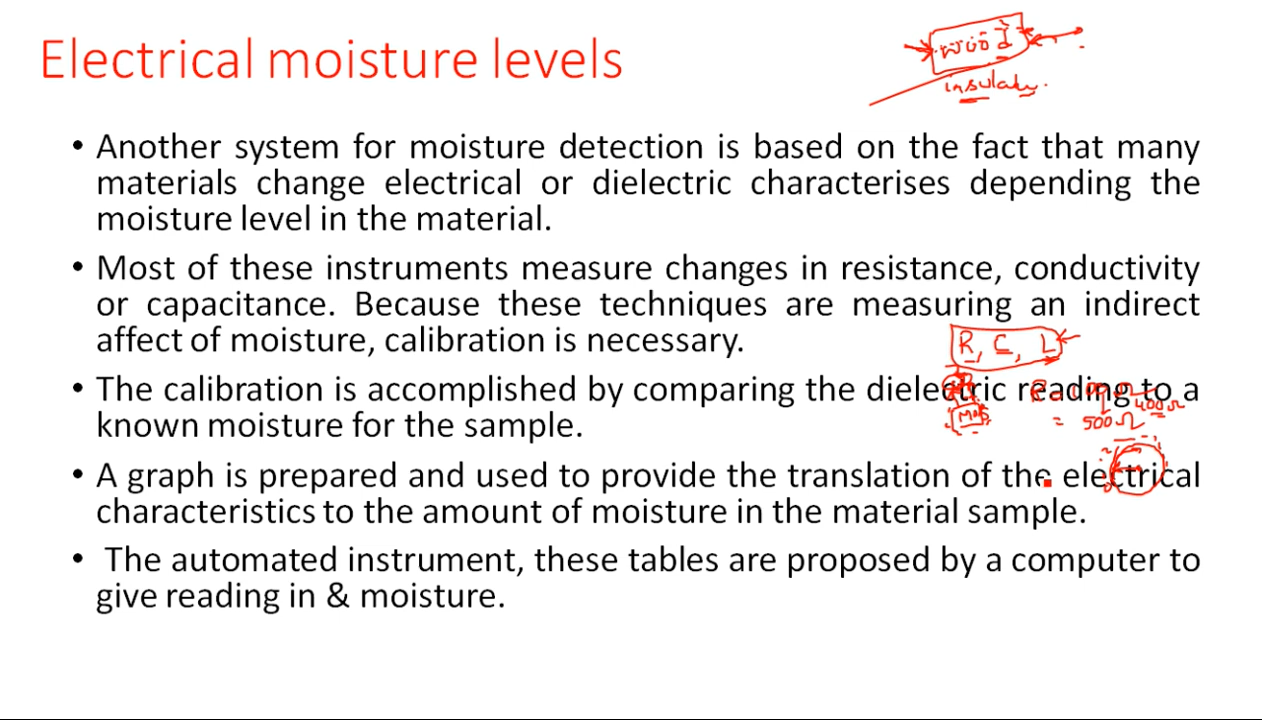 Electrical moisture levels
wood
• Another system for moisture detection is based on the fact that many
materials change electrical or dielectric characterises depending the
moisture level in the material.
• Most of these instruments measure changes in resistance, conductivity
or capacitance. Because these techniques are measuring an indirect
affect of moisture, calibration is necessary.
R, C, L
• The calibration is accomplished by comparing the dielectric reading to a
400 Ω
known moisture for the sample.
= 500 Ω
• A graph is prepared and used to provide the translation of the electrical
characteristics to the amount of moisture in the material sample.
• The automated instrument, these tables are proposed by a computer to
give reading in & moisture.